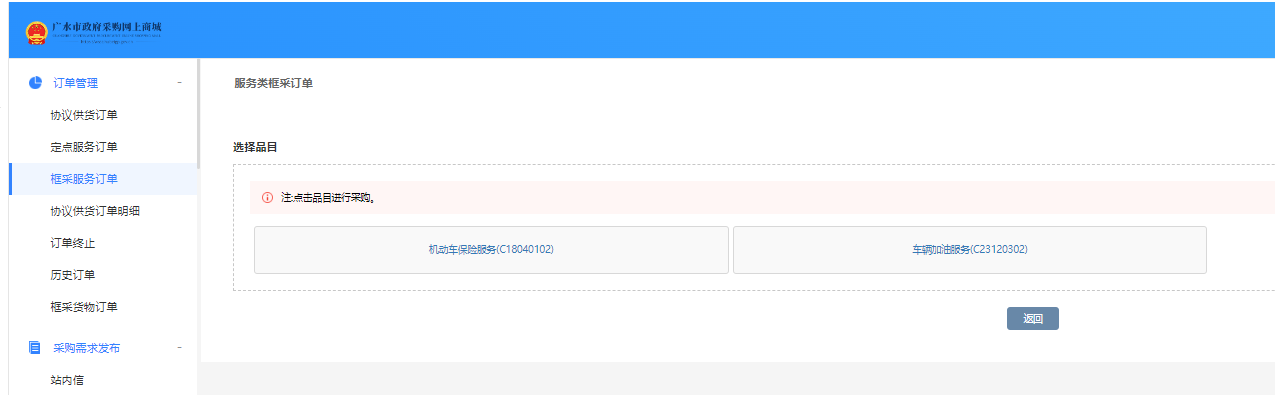 广水市政府采购网上商城
订单管理
协议供货订单
定点服务订单
框采服务订单
协议供货订单明细
订单终止
历史订单
框采货物订单
采购需求发布
站内信
服务类框采订单
选择品目
注:点击品目进行采购。
机动车保险服务(C18040102)
车辆加油服务(C23120302)
返回